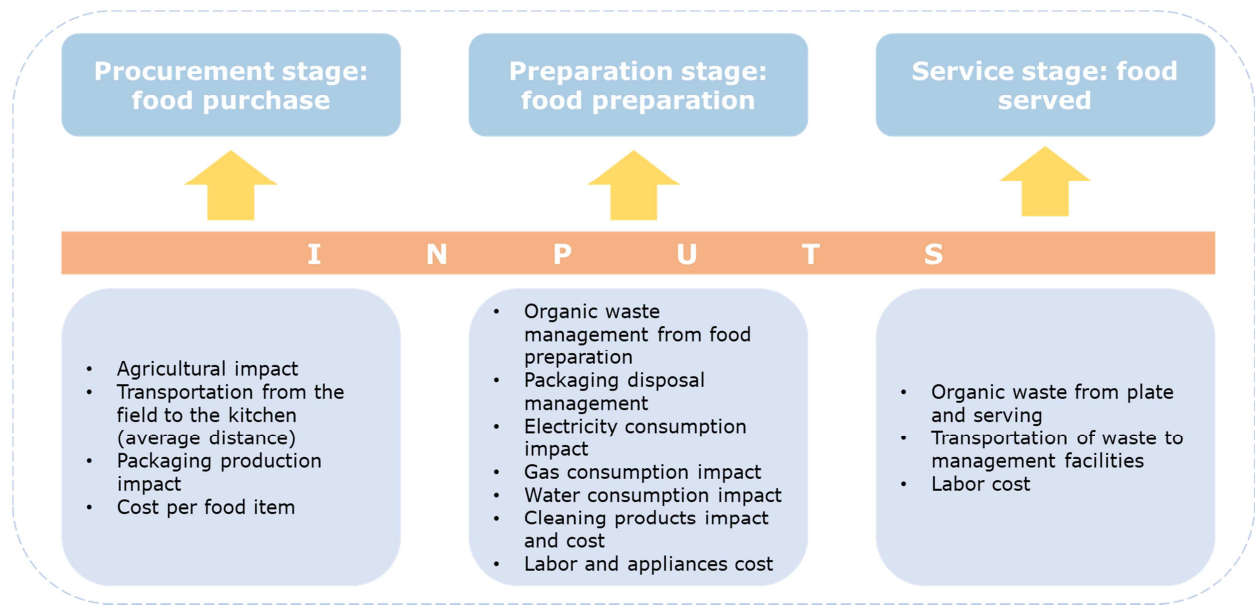 Procurement stage:
food purchase
Preparation stage:
food preparation
Service stage: food
served
I N P U T S
• Agricultural impact
• Transportation from the
field to the kitchen
(average distance)
• Packaging production
impact
• Cost per food item
• Organic waste
management from food
preparation
• Packaging disposal
management
• Electricity consumption
impact
• Gas consumption impact
• Water consumption impact
• Cleaning products impact
and cost
• Labor and appliances cost
• Organic waste from plate
and serving
• Transportation of waste to
management facilities
• Labor cost